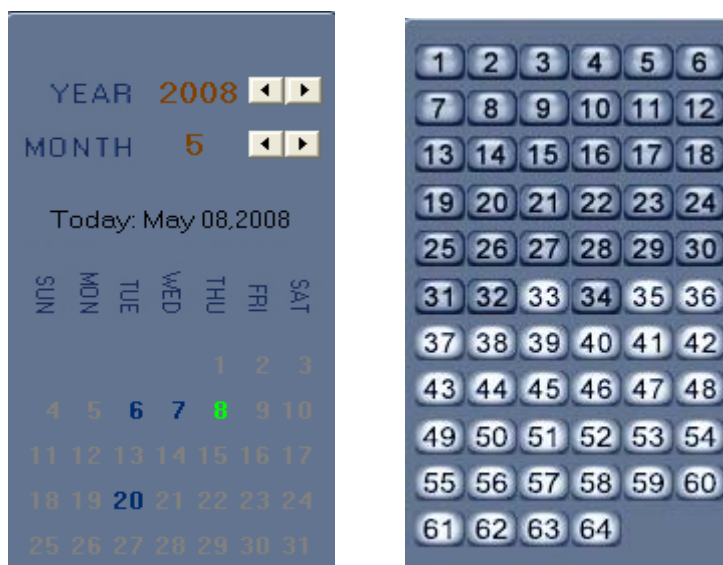 YEAR 2008
MONTH 5
Today: May 08,2008
SUN MON TUE WED THU FRI SAT
1 2 3
4 5 6 7 8 9 10
11 12 13 14 15 16 17
18 19 20 21 22 23 24
25 26 27 28 29 30 31
1 2 3 4 5 6
7 8 9 10 11 12
13 14 15 16 17 18
19 20 21 22 23 24
25 26 27 28 29 30
31 32 33 34 35 36
37 38 39 40 41 42
43 44 45 46 47 48
49 50 51 52 53 54
55 56 57 58 59 60
61 62 63 64